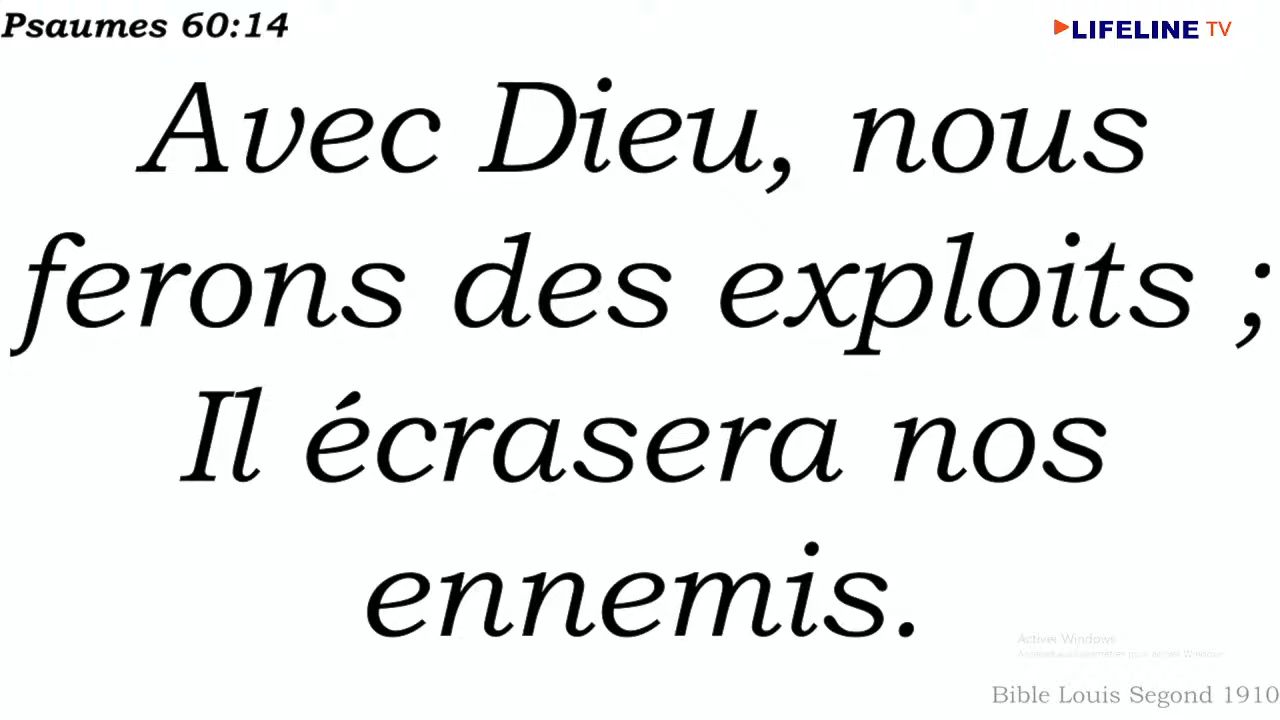 Psaumes 60:14
LIFELINE TV
Avec Dieu, nous
ferons des exploits ;
Il écrasera nos
ennemis.
Activer Windows
Bible Louis Segond 1910